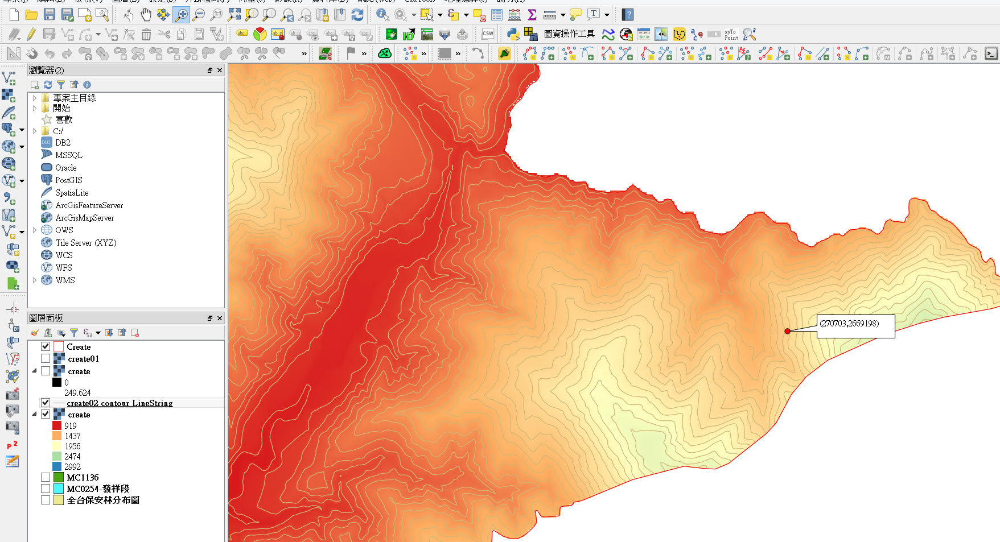 圖資操作工具
csw
xyTo
Point
瀏覽器(2)
專案主目錄
開始
喜歡
C:/
DB2
MSSQL
Oracle
PostGIS
SpatiaLite
ArcGisFeatureServer
ArcGisMapServer
OWS
Tile Server (XYZ)
WCS
WFS
WMS
圖層面板
Create
create01
create
0
249.624
create02 contour LineString
create
919
1437
1956
2474
2992
MC1136
MC0254-發祥段
全台保安林分布圖
(270703,2669198)